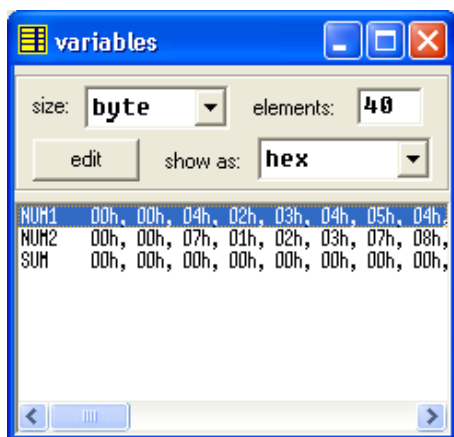 variables
size: byte elements: 40
edit show as: hex
NUM1 00h, 00h, 04h, 02h, 03h, 04h, 05h, 04h,
NUM2 00h, 00h, 07h, 01h, 02h, 03h, 07h, 08h,
SUM 00h, 00h, 00h, 00h, 00h, 00h, 00h, 00h,